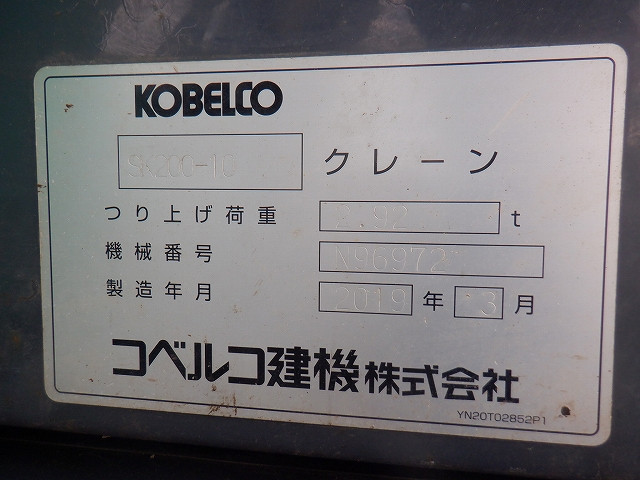 KOBELCO
SK200-10 クレーン
つり上げ荷重 2.92 t
機械番号
製造年月 2019 年 3 月
コベルコ建機株式会社
YN20T02852P1